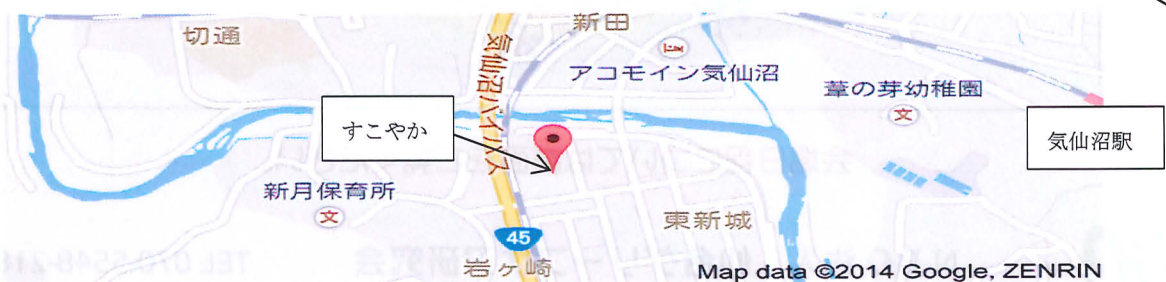 新田
切通
気仙沼バイパス
アコモイン気仙沼
葦の芽幼稚園
文
すこやか
気仙沼駅
新月保育所
文
東新城
45
岩ヶ崎
Map data ©2014 Google, ZENRIN